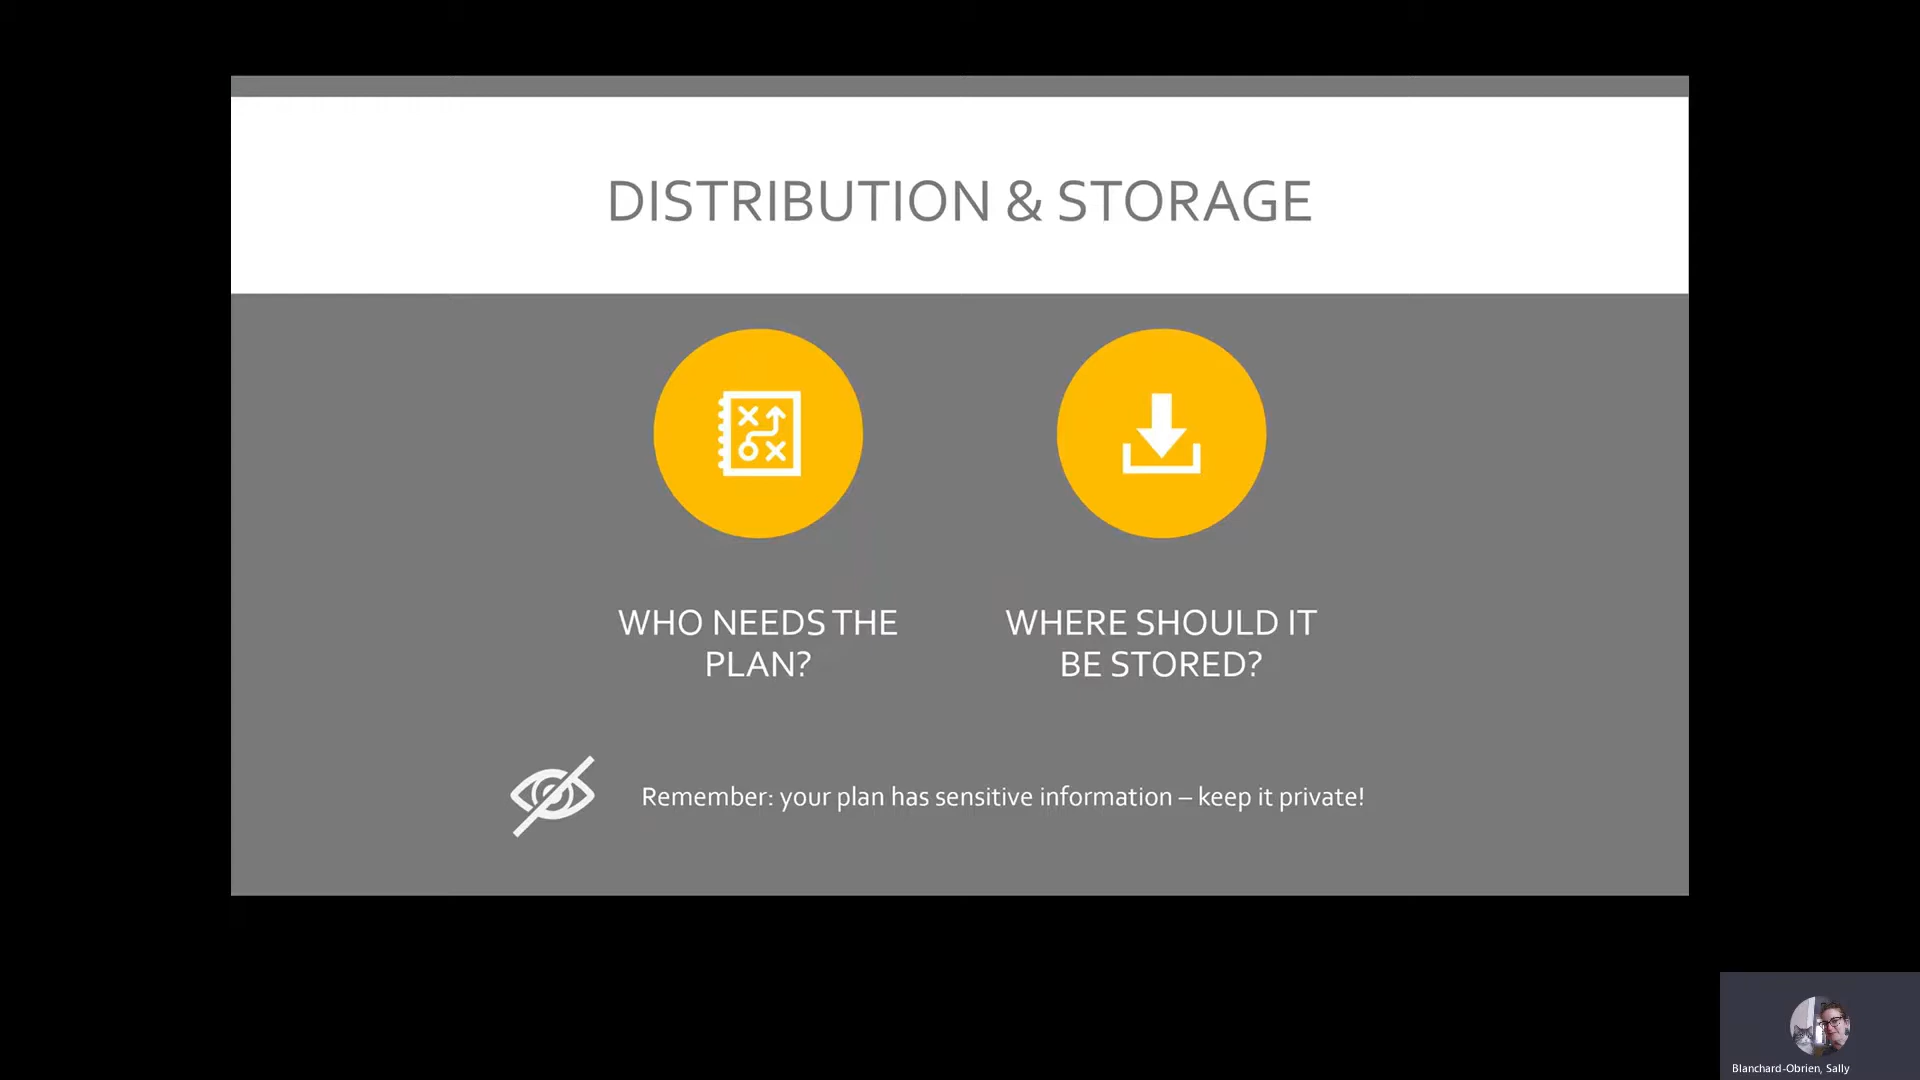 DISTRIBUTION & STORAGE
WHO NEEDS THE
PLAN?
WHERE SHOULD IT
BE STORED?
Remember: your plan has sensitive information – keep it private!
Blanchard-Obrien, Sally